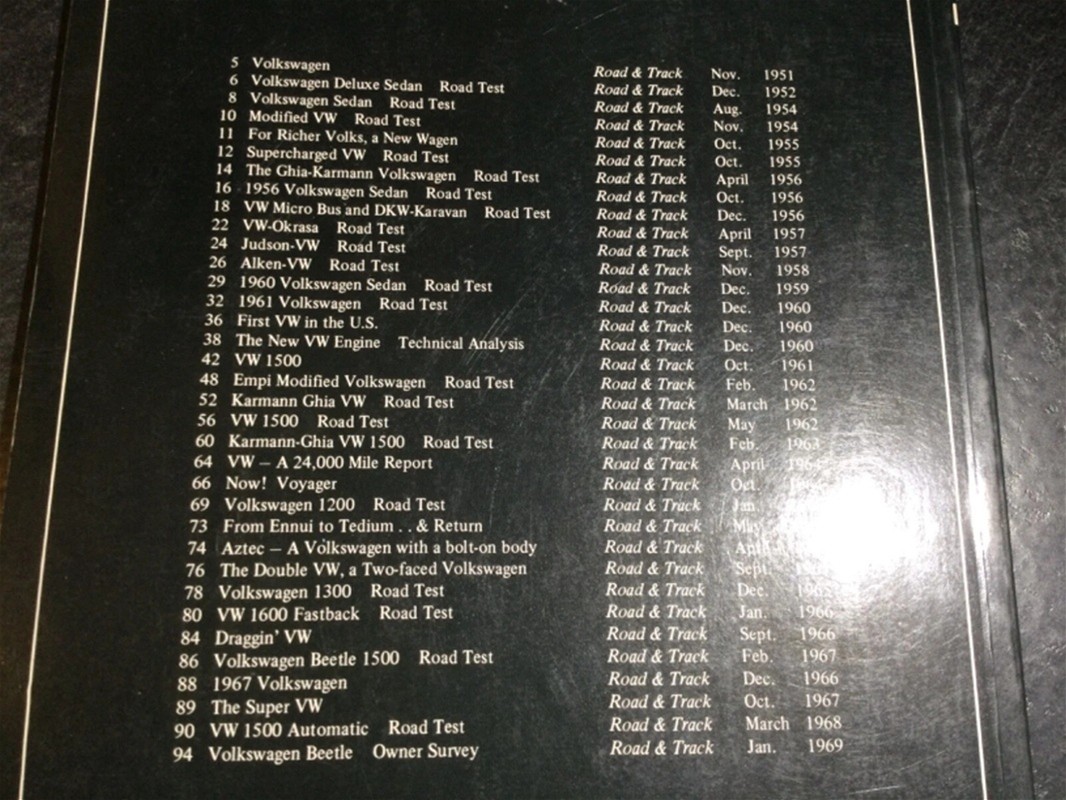 5 Volkswagen Road & Track Nov. 1951
6 Volkswagen Deluxe Sedan Road Test Road & Track Dec. 1952
8 Volkswagen Sedan Road Test Road & Track Aug. 1954
10 Modified VW Road Test Road & Track Nov. 1954
11 For Richer Volks, a New Wagen Road & Track Oct. 1955
12 Supercharged VW Road Test Road & Track Oct. 1955
14 The Ghia-Karmann Volkswagen Road Test Road & Track April 1956
16 1956 Volkswagen Sedan Road Test Road & Track Oct. 1956
18 VW Micro Bus and DKW-Karavan Road Test Road & Track Dec. 1956
22 VW-Okrasa Road Test Road & Track April 1957
24 Judson-VW Road Test Road & Track Sept. 1957
26 Alken-VW Road Test Road & Track Nov. 1958
29 1960 Volkswagen Sedan Road Test Road & Track Dec. 1959
32 1961 Volkswagen Road Test Road & Track Dec. 1960
36 First VW in the U.S. Road & Track Dec. 1960
38 The New VW Engine Technical Analysis Road & Track Dec. 1960
42 VW 1500 Road & Track Oct. 1961
48 Empi Modified Volkswagen Road Test Road & Track Feb. 1962
52 Karmann Ghia VW Road Test Road & Track March 1962
56 VW 1500 Road Test Road & Track May 1962
60 Karmann-Ghia VW 1500 Road Test Road & Track Feb. 1963
64 VW – A 24,000 Mile Report Road & Track April 1964
66 Now! Voyager Road & Track Oct.
69 Volkswagen 1200 Road Test Road & Track Jan.
73 From Ennui to Tedium . . & Return Road & Track May
74 Aztec – A Volkswagen with a bolt-on body Road & Track
76 The Double VW, a Two-faced Volkswagen Road & Track Sept.
78 Volkswagen 1300 Road Test Road & Track Dec. 1965
80 VW 1600 Fastback Road Test Road & Track Jan. 1966
84 Draggin' VW Road & Track Sept. 1966
86 Volkswagen Beetle 1500 Road Test Road & Track Feb. 1967
88 1967 Volkswagen Road & Track Dec. 1966
89 The Super VW Road & Track Oct. 1967
90 VW 1500 Automatic Road Test Road & Track March 1968
94 Volkswagen Beetle Owner Survey Road & Track Jan. 1969